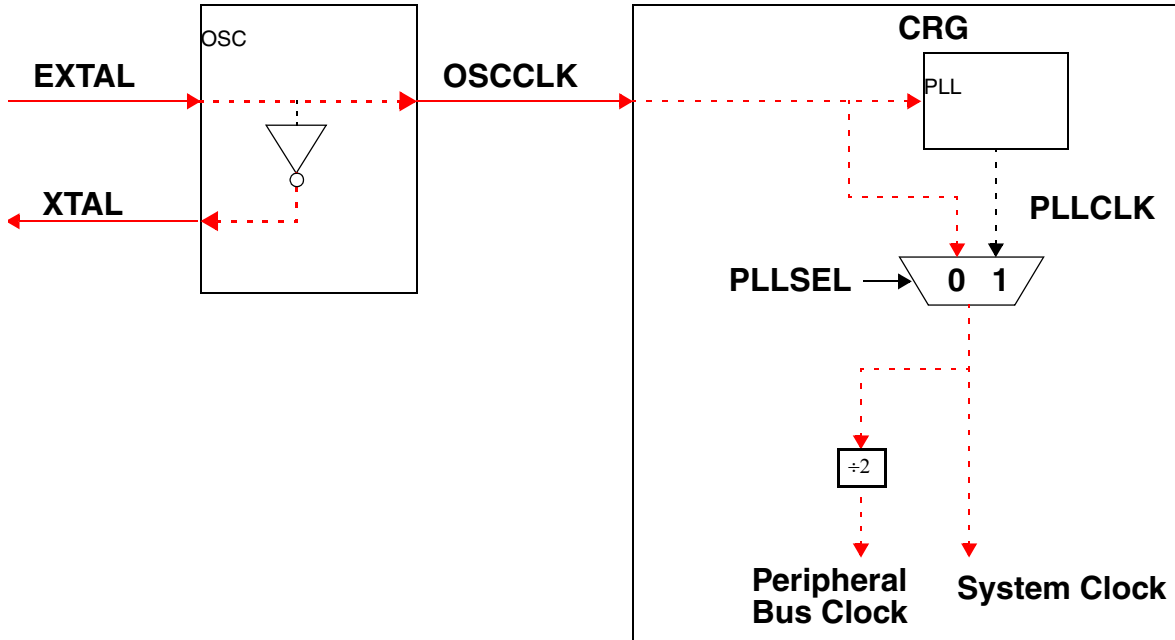 CRG
OSC
EXTAL
OSCCLK
PLL
XTAL
PLLCLK
PLLSEL
0 1
÷2
Peripheral
Bus Clock
System Clock